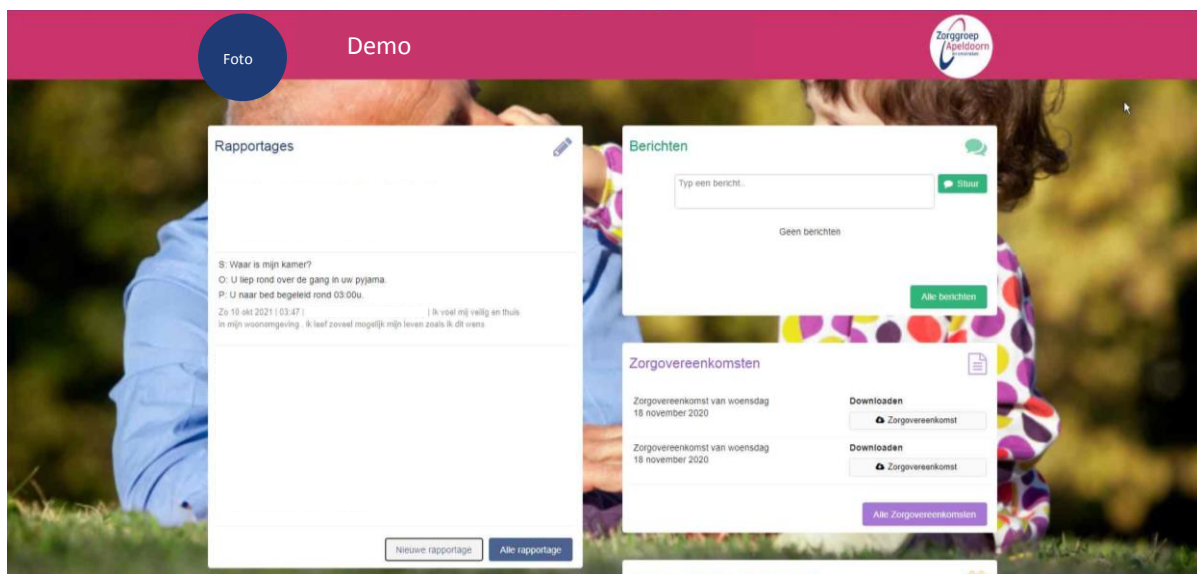 Foto
Demo
Zorggroep
Apeldoorn
Rapportages
S: Waar is mijn kamer?
O: U liep rond over de gang in uw pyjama.
P: U naar bed begeleid rond 03:00u.
Zo 10 okt 2021 | 03:47 | | Ik voel mij veilig en thuis
in mijn woonomgeving . Ik leef zoveel mogelijk mijn leven zoals ik dit wens
Nieuwe rapportage
Alle rapportage
Berichten
Typ een bericht..
Stuur
Geen berichten
Alle berichten
Zorgovereenkomsten
Zorgovereenkomst van woensdag
18 november 2020
Downloaden
Zorgovereenkomst
Zorgovereenkomst van woensdag
18 november 2020
Downloaden
Zorgovereenkomst
Alle Zorgovereenkomsten